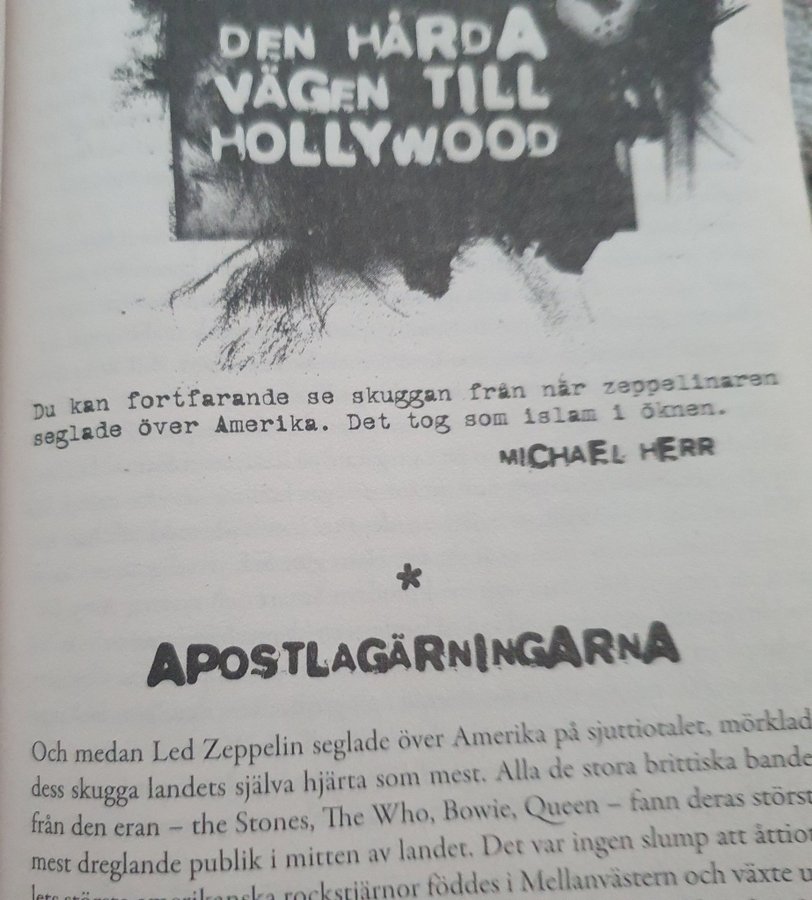 DEN HÅRDA
VÄGEN TILL
HOLLYWOOD
Du kan fortfarande se skuggan från när zeppelinaren
seglade över Amerika. Det tog som islam i öknen.
MICHAEL HERR
*
APOSTLAGÄRNINGARNA
Och medan Led Zeppelin seglade över Amerika på sjuttiotalet, mörklad
dess skugga landets själva hjärta som mest. Alla de stora brittiska bande
från den eran – the Stones, The Who, Bowie, Queen – fann deras störst
mest dreglande publik i mitten av landet. Det var ingen slump att åttiot
rockstjärnor föddes i Mellanvästern och växte u